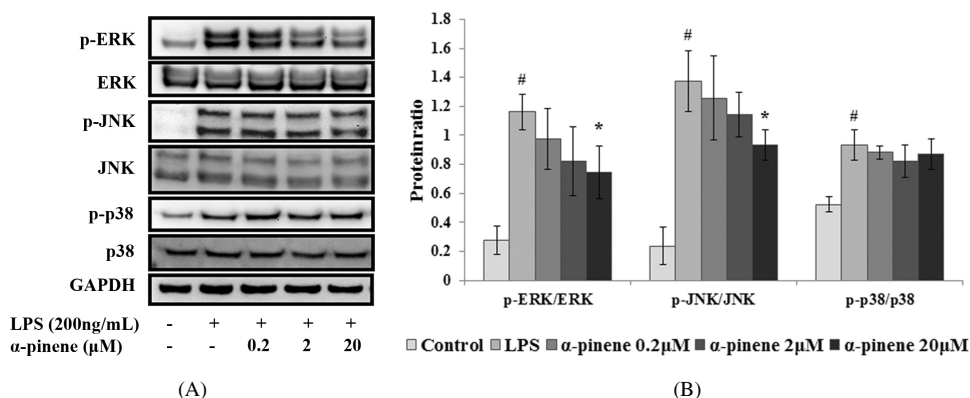 p-ERK
ERK
p-JNK
JNK
p-p38
p38
GAPDH
LPS (200ng/mL) - + + + +
α-pinene (μM) - - 0.2 2 20
(A)
B
1.8
1.6
1.4
1.2
1
0.8
0.6
0.4
0.2
0
Protein ratio
# * # * #
p-ERK/ERK p-JNK/JNK p-p38/p38
Control LPS α-pinene 0.2μM α-pinene 2μM α-pinene 20μM
(B)